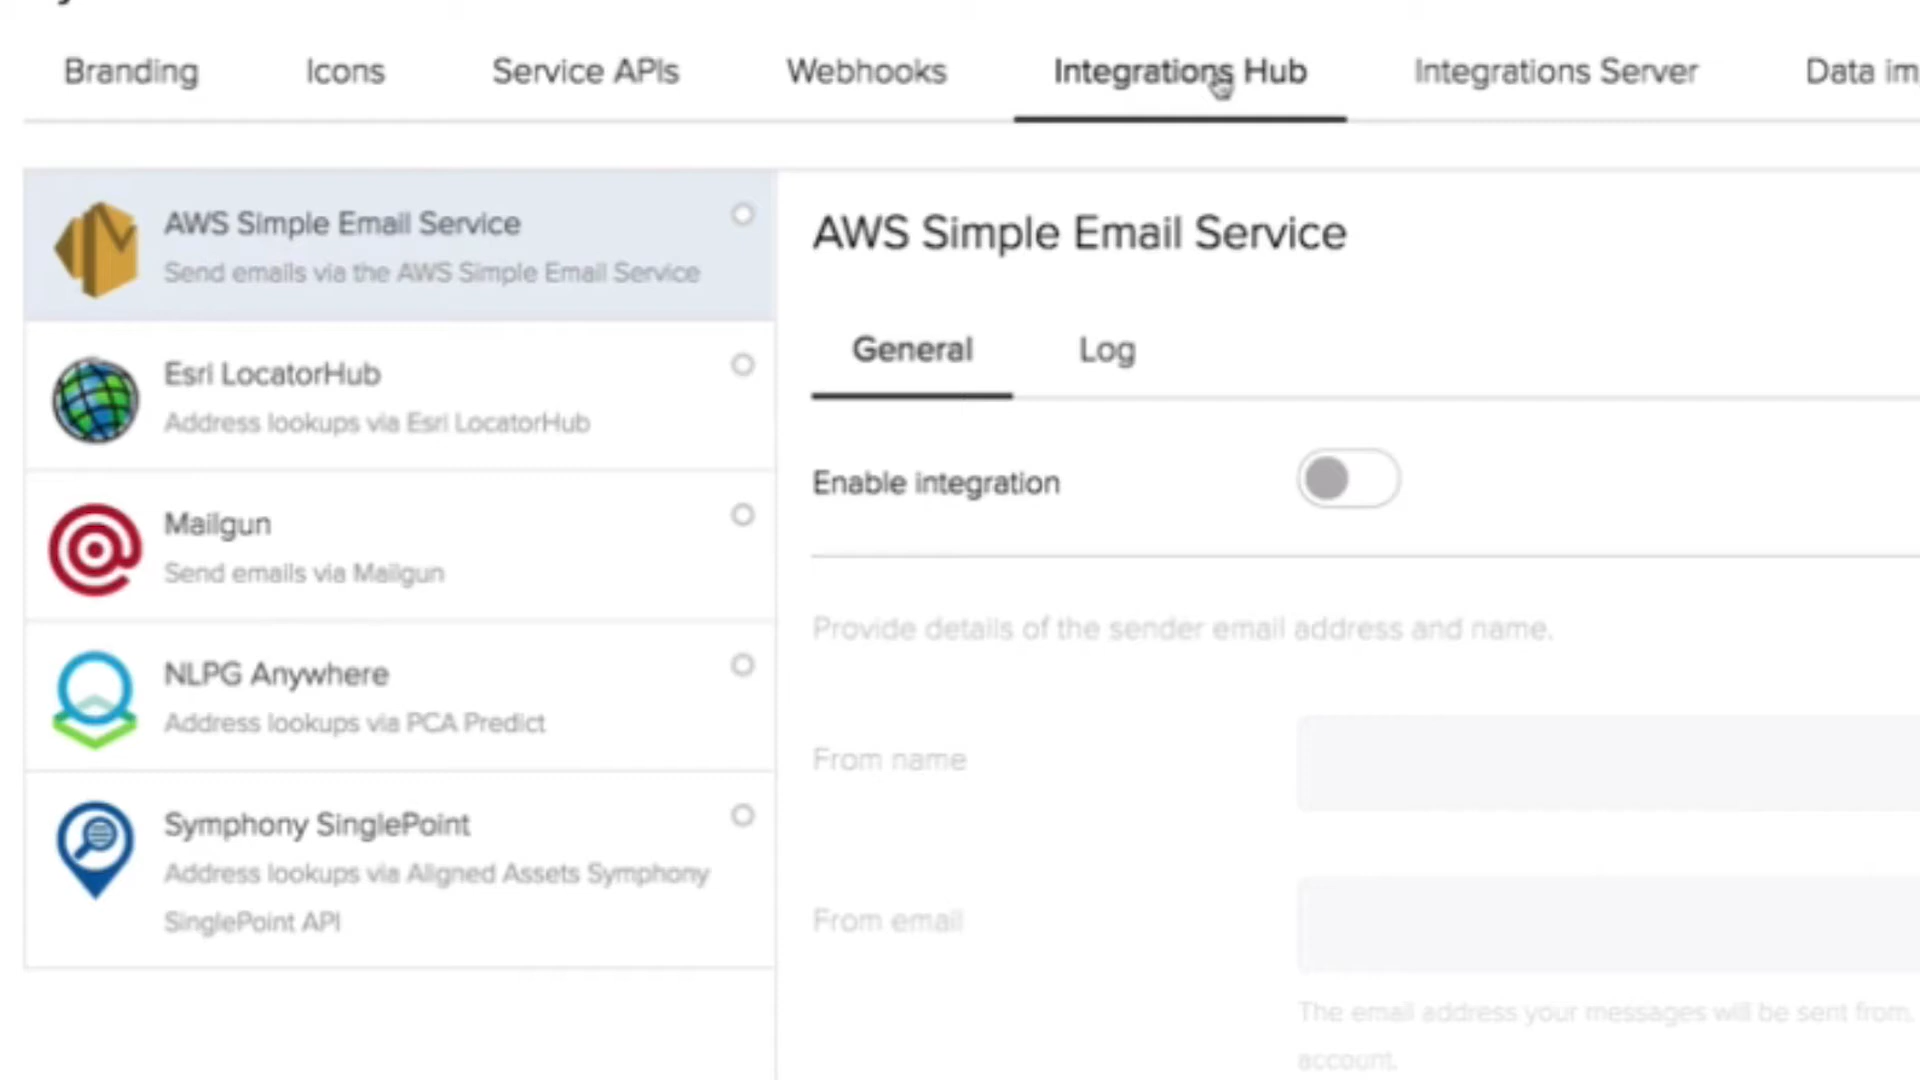 Branding
Icons
Service APIs
Webhooks
Integrations Hub
Integrations Server
Data im
AWS Simple Email Service
Send emails via the AWS Simple Email Service
Esri LocatorHub
Address lookups via Esri LocatorHub
Mailgun
Send emails via Mailgun
NLPG Anywhere
Address lookups via PCA Predict
Symphony SinglePoint
Address lookups via Aligned Assets Symphony
SinglePoint API
AWS Simple Email Service
General
Log
Enable integration
Provide details of the sender email address and name.
From name
From email
The email address your messages will be sent from.
account.